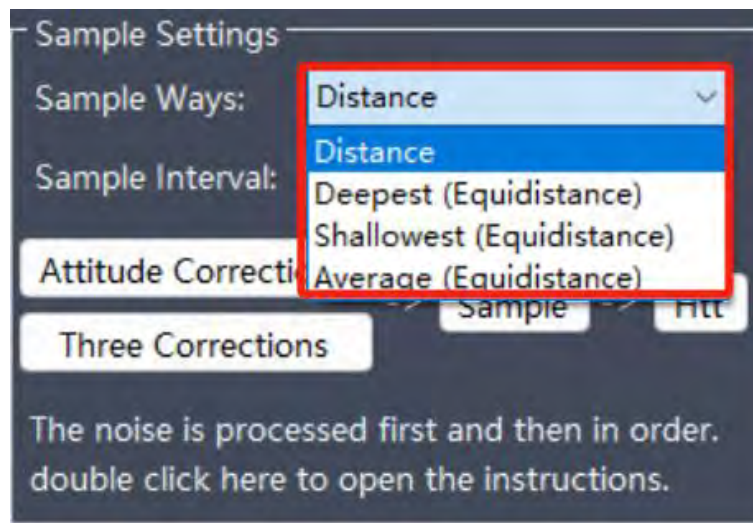 Sample Settings
Sample Ways:
Distance
Distance
Sample Interval:
Deepest (Equidistance)
Shallowest (Equidistance)
Attitude
Average (Equidistance)
Sample
Three Corrections
The noise is processed first and then in order.
double click here to open the instructions.